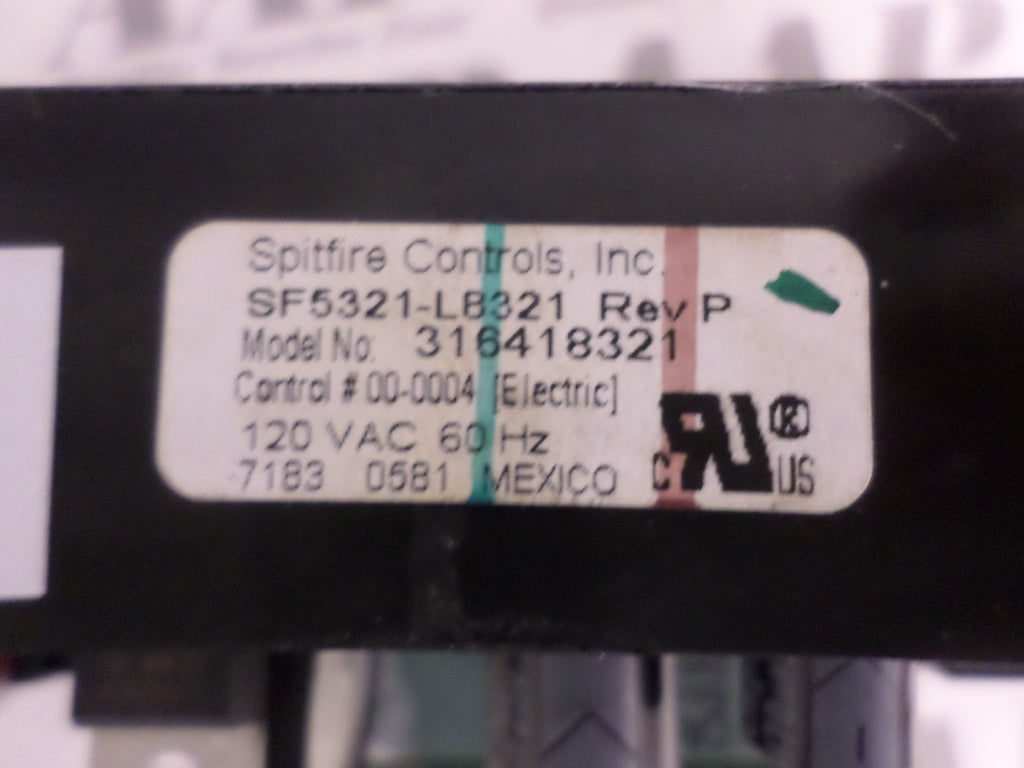 Spitfire Controls, Inc.
SF5321-L8321 Rev P
Model No. 316418321
Control # 00-0004 [Electric]
120 VAC 60 Hz
7183 0581 MEXICO
C RU ® US